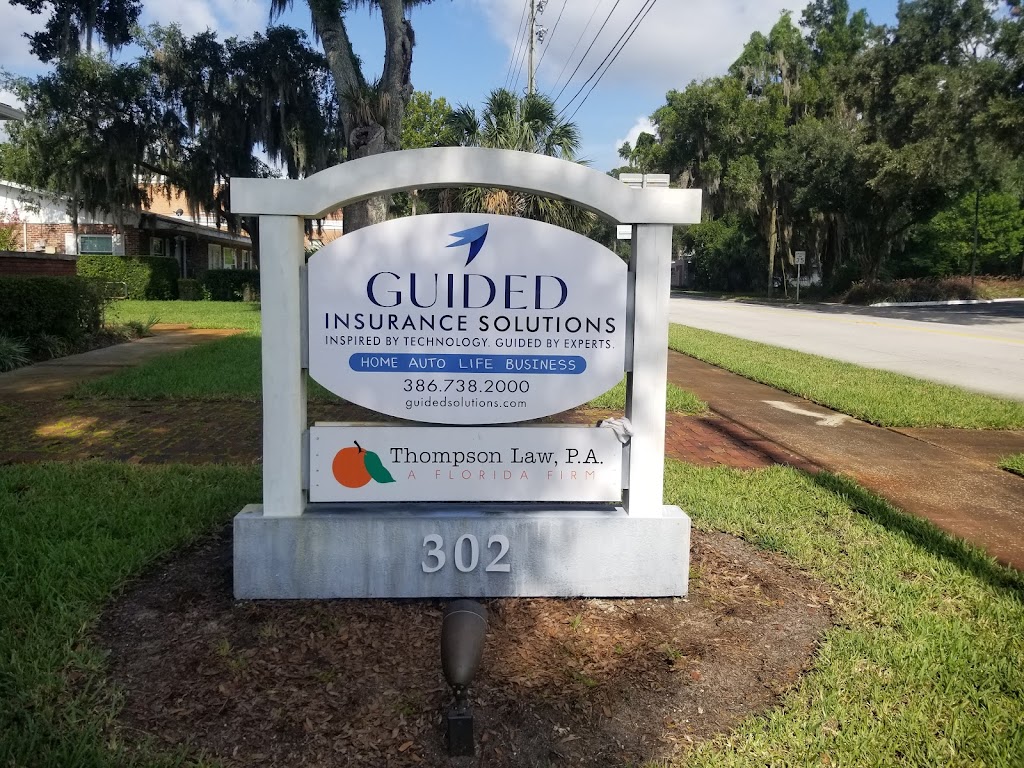 GUIDED
INSURANCE SOLUTIONS
INSPIRED BY TECHNOLOGY. GUIDED BY EXPERTS.
HOME AUTO LIFE BUSINESS
386.738.2000
guidedsolutions.com
Thompson Law, P.A.
A FLORIDA FIRM
302